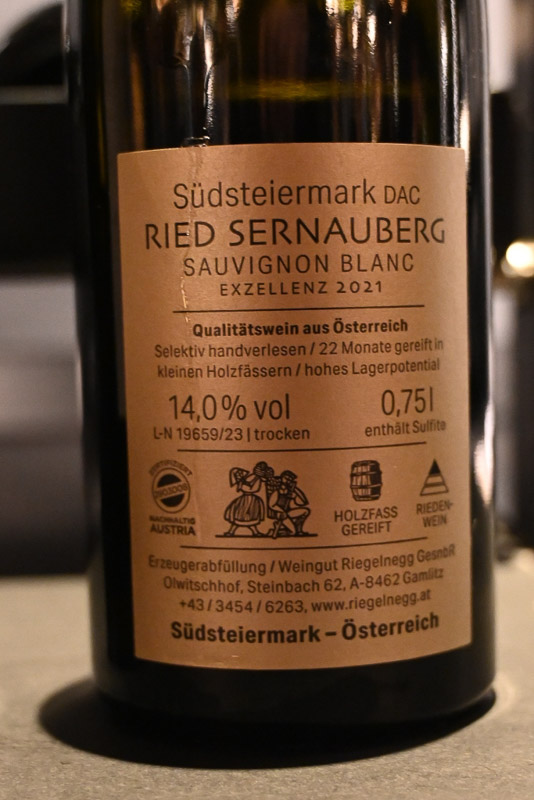 Südsteiermark DAC
RIED SERNAUBERG
SAUVIGNON BLANC
EXZELLENZ 2021
Qualitätswein aus Österreich
Selektiv handverlesen / 22 Monate gereift in
kleinen Holzfässern / hohes Lagerpotential
14,0% vol 0,75l
L-N 19659/23 | trocken enthält Sulfite
CERTIFIZIERT
NACHHALTIG
AUSTRIA
HOLZFASS
GEREIFT
RIEDEN-
WEIN
Erzeugerabfüllung / Weingut Riegelnegg GesnbR
Olwitschhof, Steinbach 62, A-8462 Gamlitz
+43 / 3454 / 6263, www.riegelnegg.at
Südsteiermark – Österreich